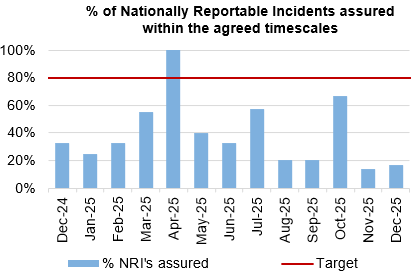 % of Nationally Reportable Incidents assured
within the agreed timescales
100%
80%
60%
40%
20%
0%
Dec-24
Jan-25
Feb-25
Mar-25
Apr-25
May-25
Jun-25
Jul-25
Aug-25
Sep-25
Oct-25
Nov-25
Dec-25
% NRI's assured
Target